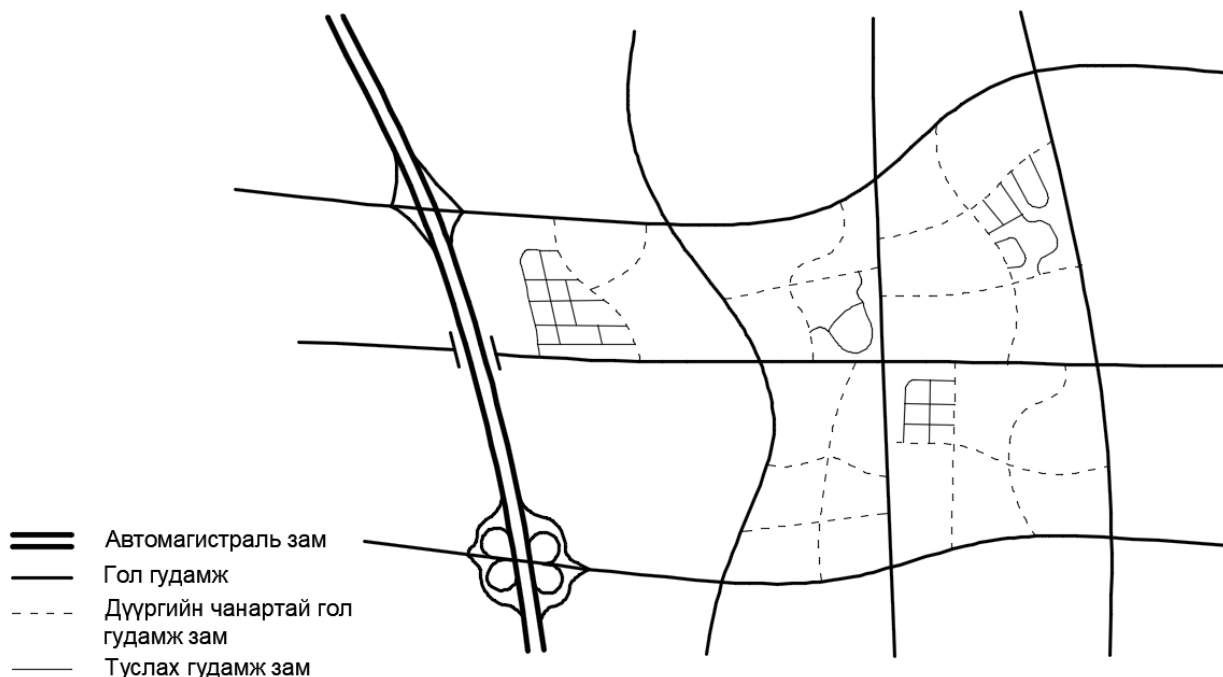 Автомагистраль зам
Гол гудамж
Дүүргийн чанартай гол
гудамж зам
Туслах гудамж зам